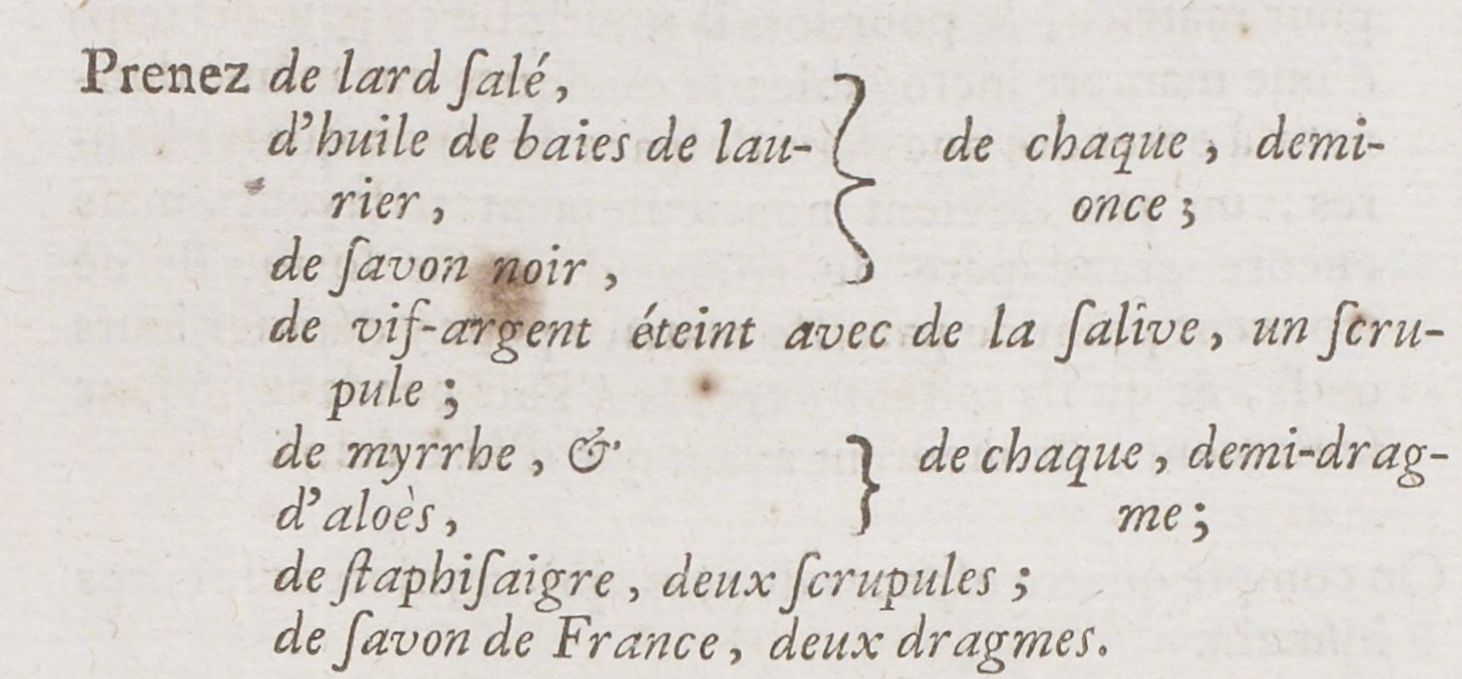 Prenez de lard ſalé,
d'huile de baies de lau- } de chaque, demi-
rier, once;
de ſavon noir,
de vif-argent éteint avec de la ſalive, un ſcru-
pule;
de myrrhe, & } de chaque, demi-drag-
d'aloès, me;
de ſtaphiſaigre, deux ſcrupules;
de ſavon de France, deux dragmes.